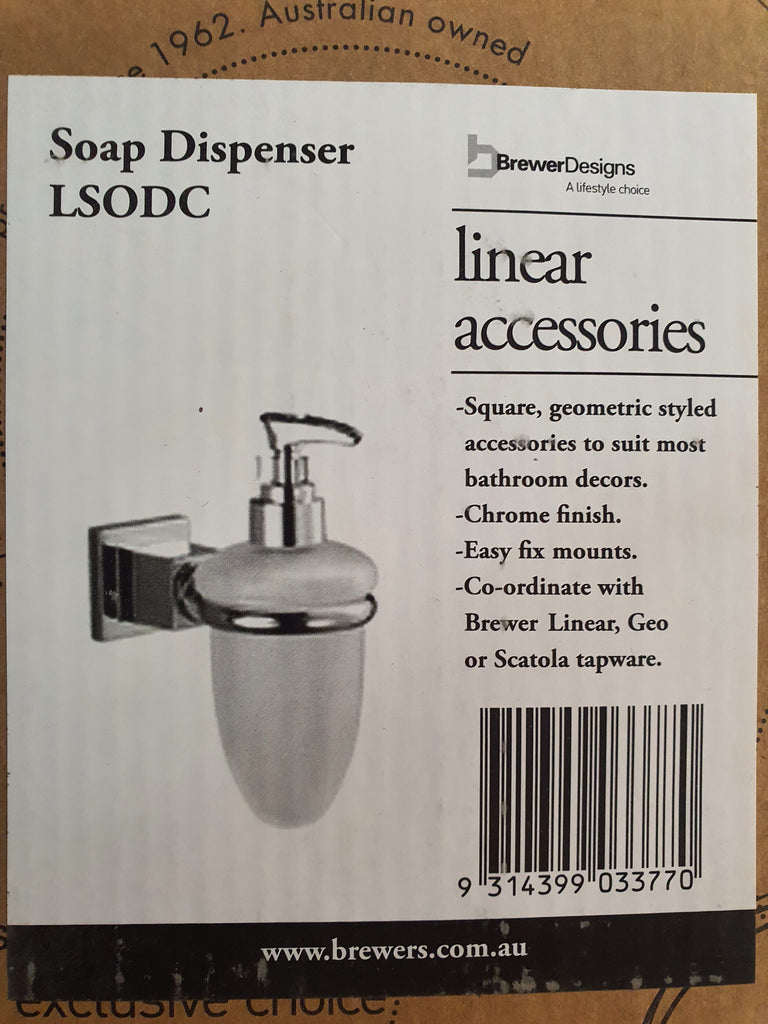 1962. Australian owned
Soap Dispenser
LSODC
BrewerDesigns
A lifestyle choice
linear
accessories
-Square, geometric styled
accessories to suit most
bathroom decors.
-Chrome finish.
-Easy fix mounts.
-Co-ordinate with
Brewer Linear, Geo
or Scatola tapware.
9 314399 033770
www.brewers.com.au
exclusive choice.